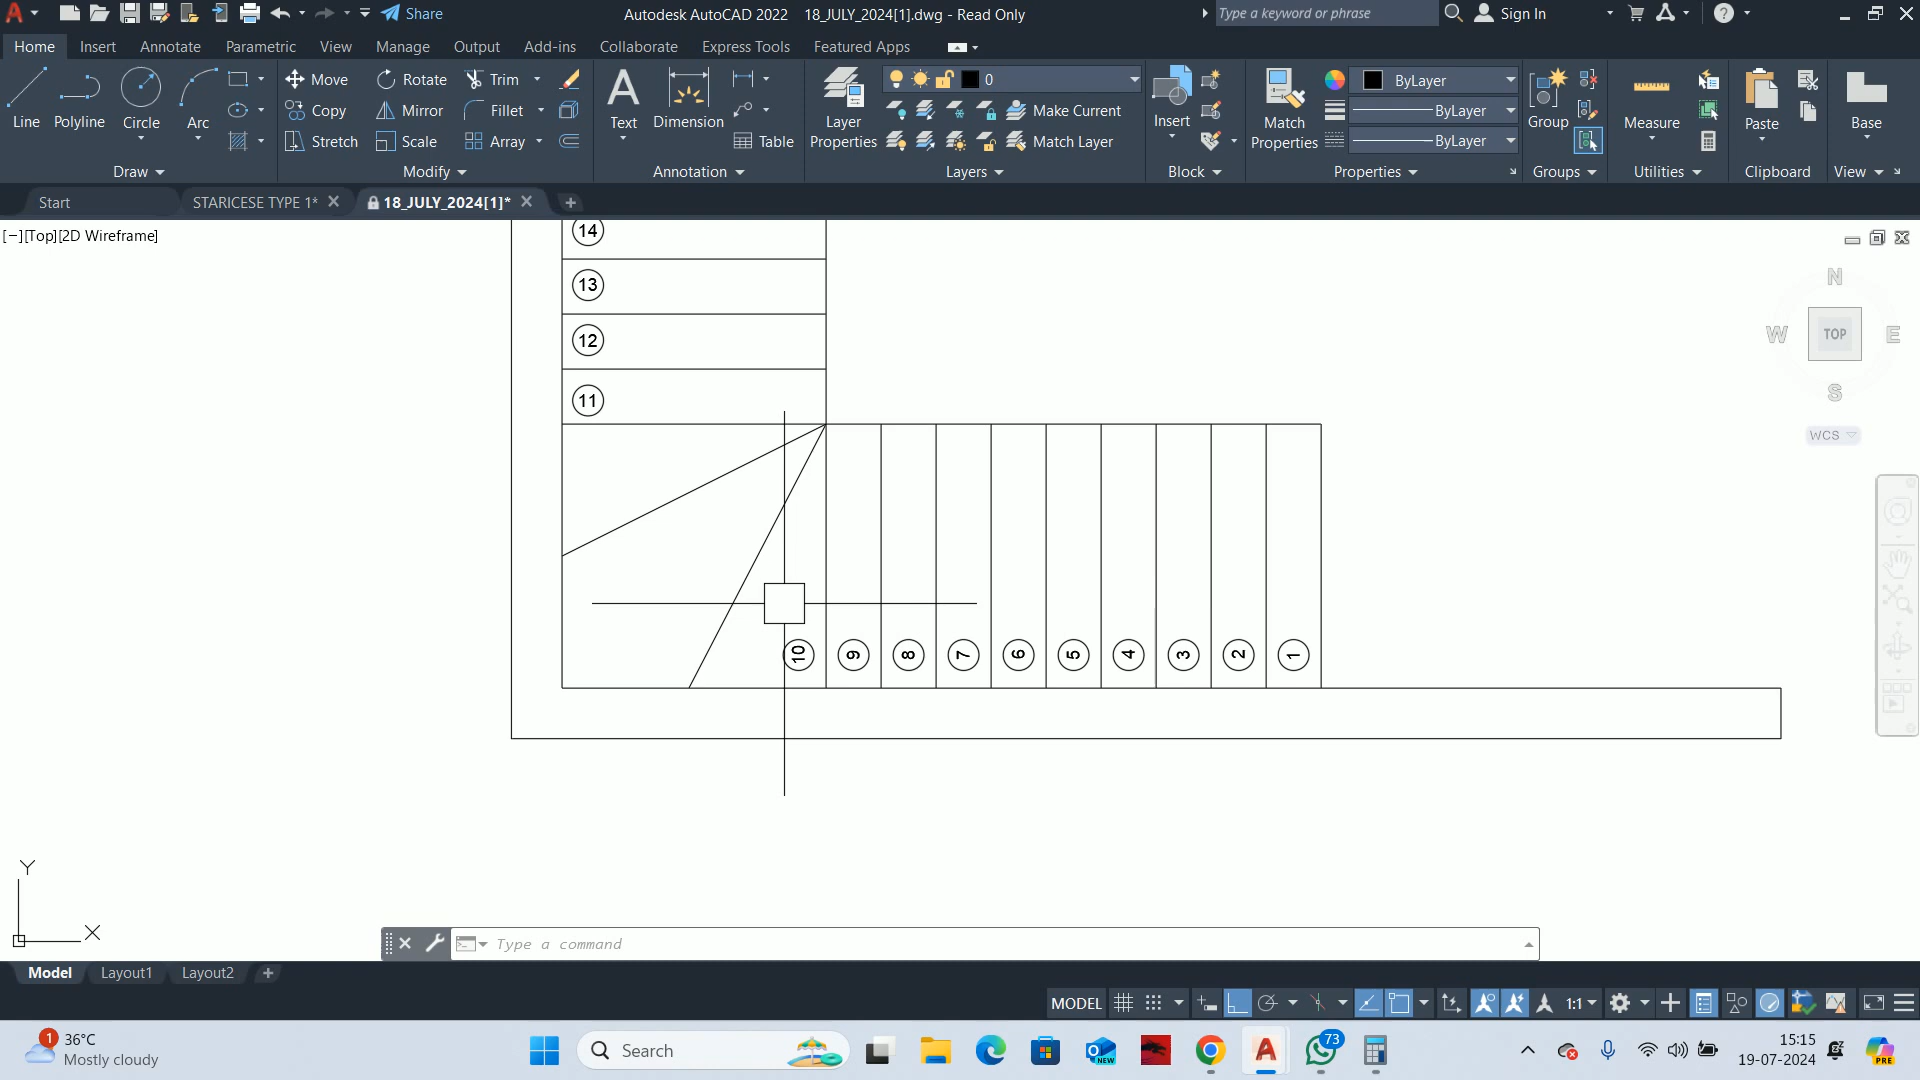 Share
Autodesk AutoCAD 2022 18_JULY_2024[1].dwg - Read Only
Type a keyword or phrase
Sign In
Home Insert Annotate Parametric View Manage Output Add-ins Collaborate Express Tools Featured Apps
Line Polyline Circle Arc
Move Rotate Trim
Copy Mirror Fillet
Stretch Scale Array
Text Dimension
Table
Layer
Properties
0
Make Current
Match Layer
Insert
Match
Properties
ByLayer
ByLayer
ByLayer
Group
Measure
Paste
Base
Draw Modify Annotation Layers Block Properties Groups Utilities Clipboard View
Start STARICESE TYPE 1* 18_JULY_2024[1]*
[−][Top][2D Wireframe]
N
W TOP E
S
WCS
14
13
12
11
10 9 8 7 6 5 4 3 2 1
Y
X
Type a command
Model Layout1 Layout2
MODEL 1:1
1
36°C
Mostly cloudy
Search
NEW
73
15:15
19-07-2024
PRE